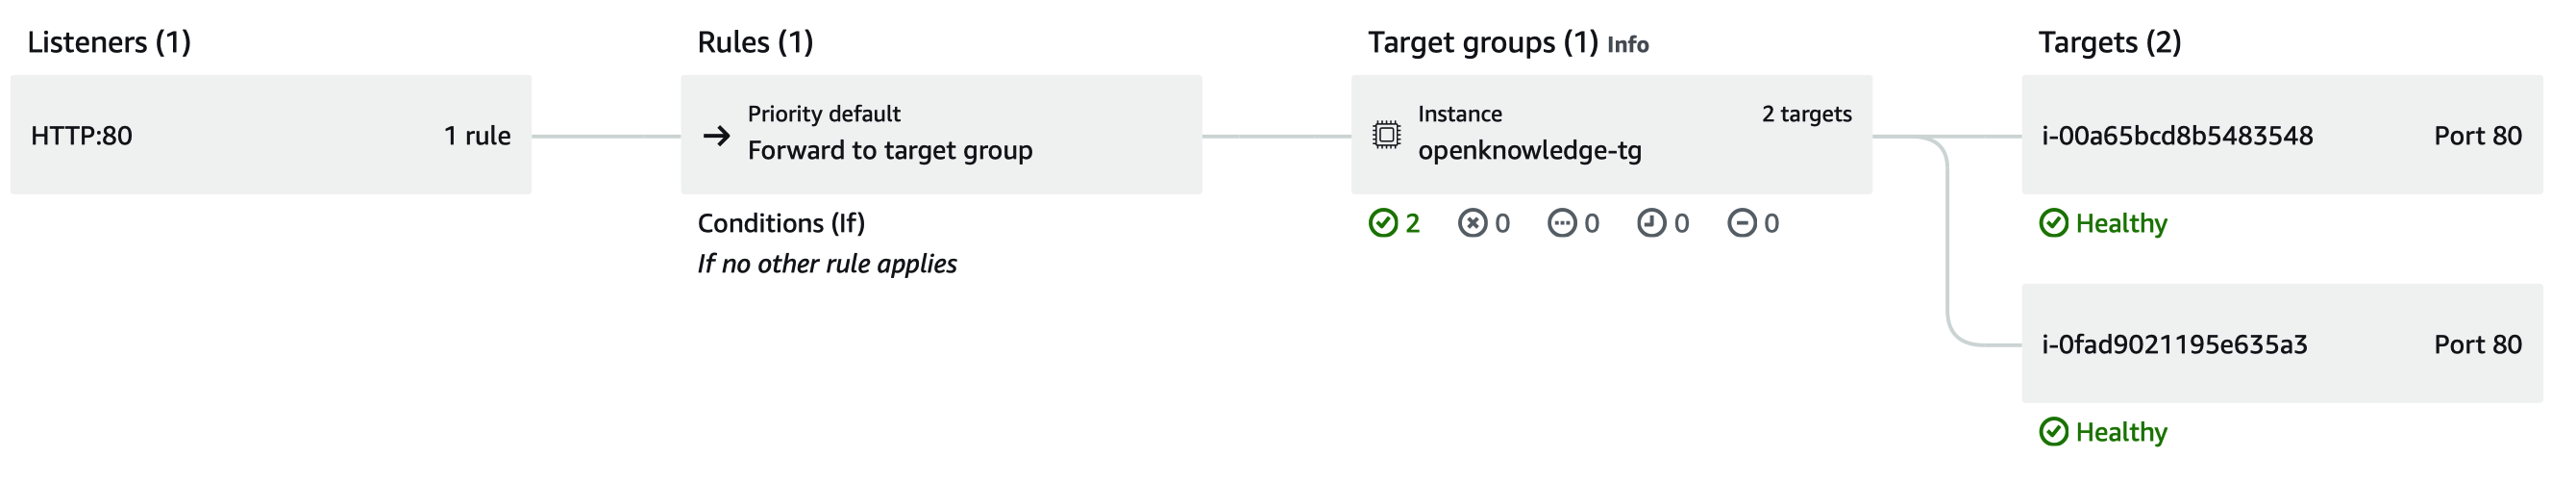 Listeners (1)
HTTP:80 1 rule
Rules (1)
Priority default
Forward to target group
Conditions (If)
If no other rule applies
Target groups (1) Info
Instance 2 targets
openknowledge-tg
2 0 0 0 0
Targets (2)
i-00a65bcd8b5483548 Port 80
Healthy
i-0fad9021195e635a3 Port 80
Healthy